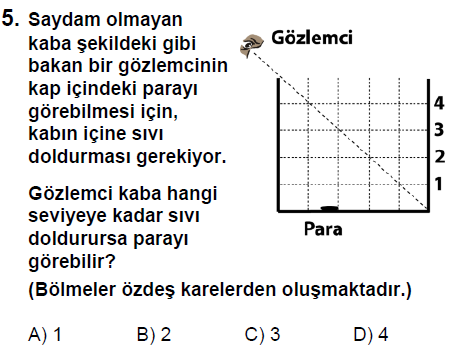 5. Saydam olmayan
kaba şekildeki gibi
bakan bir gözlemcinin
kap içindeki parayı
görebilmesi için,
kabın içine sıvı
doldurması gerekiyor.
Gözlemci kaba hangi
seviyeye kadar sıvı
doldurursa parayı
görebilir?
(Bölmeler özdeş karelerden oluşmaktadır.)
Gözlemci
4
3
2
1
Para
A) 1 B) 2 C) 3 D) 4